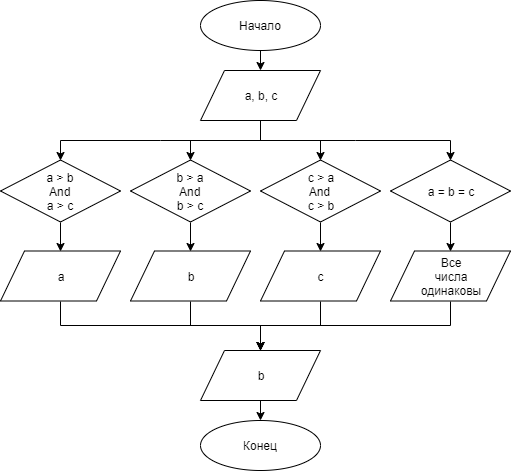 Начало
a, b, c
a > b
And
a > c
b > a
And
b > c
c > a
And
c > b
a = b = c
a
b
c
Все
числа
одинаковы
b
Конец